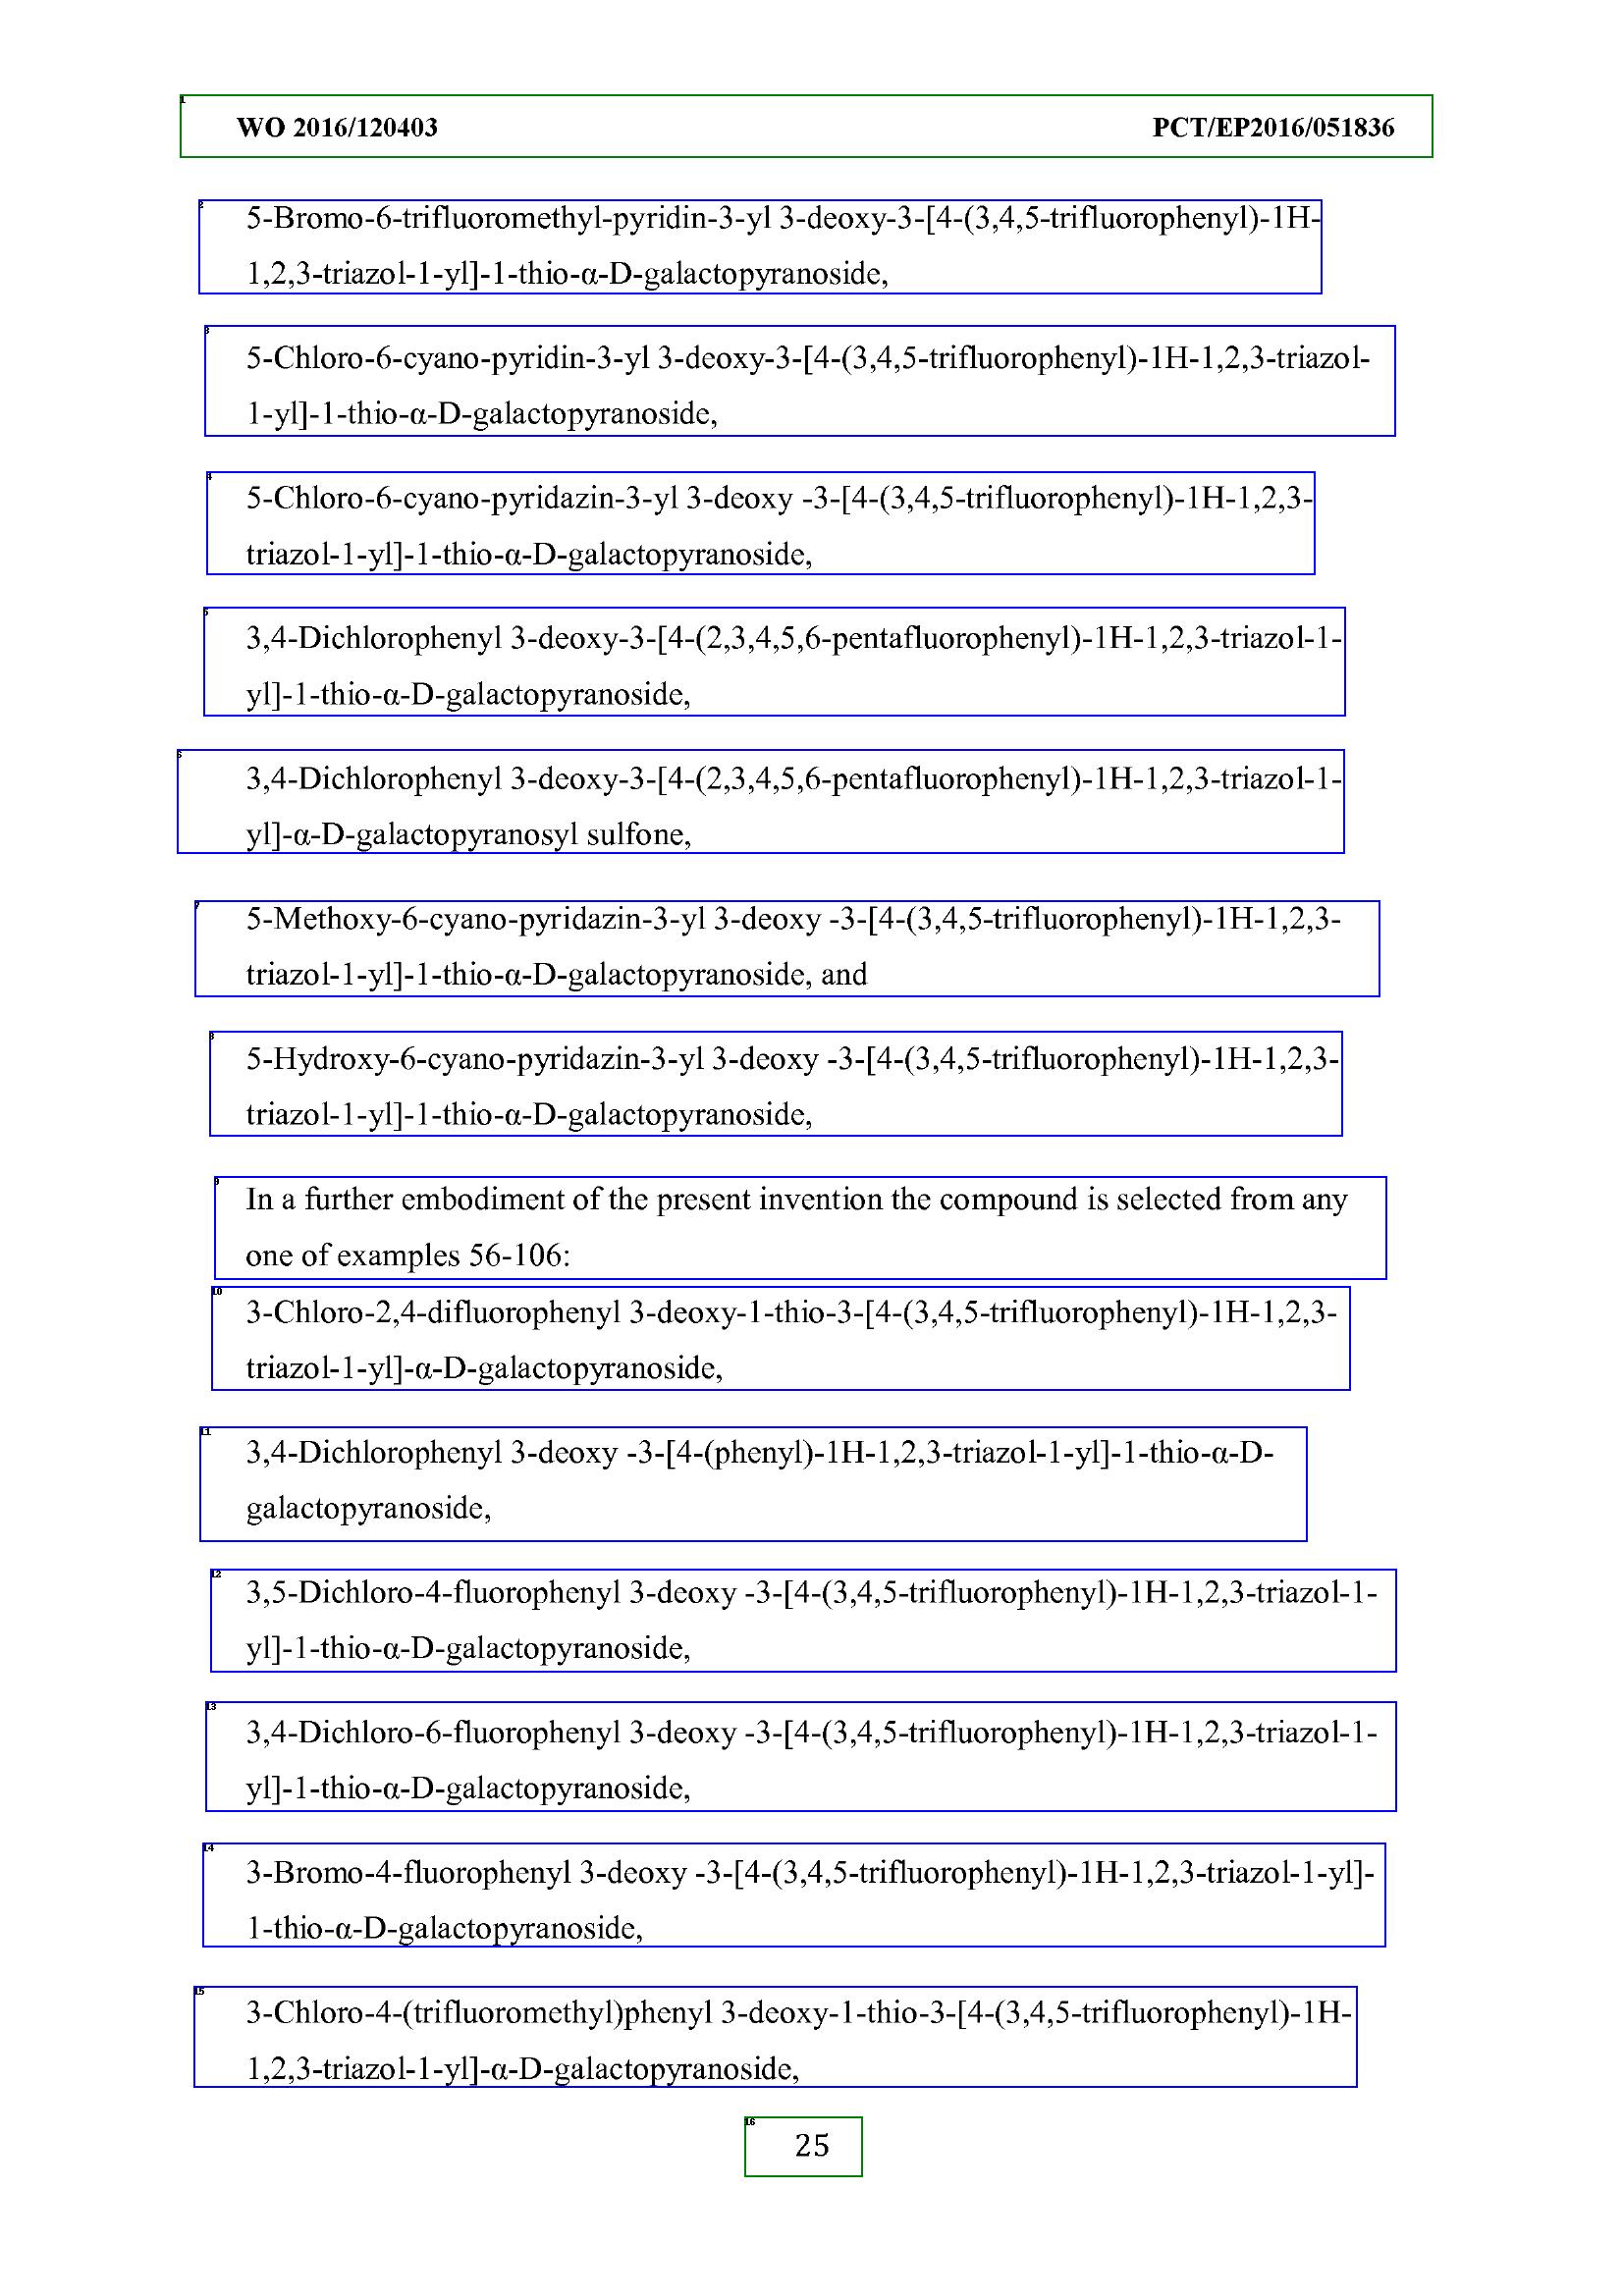 WO 2016/120403 PCT/EP2016/051836
5-Bromo-6-trifluoromethyl-pyridin-3-yl 3-deoxy-3-[4-(3,4,5-trifluorophenyl)-1H-
1,2,3-triazol-1-yl]-1-thio-α-D-galactopyranoside,
5-Chloro-6-cyano-pyridin-3-yl 3-deoxy-3-[4-(3,4,5-trifluorophenyl)-1H-1,2,3-triazol-
1-yl]-1-thio-α-D-galactopyranoside,
5-Chloro-6-cyano-pyridazin-3-yl 3-deoxy -3-[4-(3,4,5-trifluorophenyl)-1H-1,2,3-
triazol-1-yl]-1-thio-α-D-galactopyranoside,
3,4-Dichlorophenyl 3-deoxy-3-[4-(2,3,4,5,6-pentafluorophenyl)-1H-1,2,3-triazol-1-
yl]-1-thio-α-D-galactopyranoside,
3,4-Dichlorophenyl 3-deoxy-3-[4-(2,3,4,5,6-pentafluorophenyl)-1H-1,2,3-triazol-1-
yl]-α-D-galactopyranosyl sulfone,
5-Methoxy-6-cyano-pyridazin-3-yl 3-deoxy -3-[4-(3,4,5-trifluorophenyl)-1H-1,2,3-
triazol-1-yl]-1-thio-α-D-galactopyranoside, and
5-Hydroxy-6-cyano-pyridazin-3-yl 3-deoxy -3-[4-(3,4,5-trifluorophenyl)-1H-1,2,3-
triazol-1-yl]-1-thio-α-D-galactopyranoside,
In a further embodiment of the present invention the compound is selected from any
one of examples 56-106:
3-Chloro-2,4-difluorophenyl 3-deoxy-1-thio-3-[4-(3,4,5-trifluorophenyl)-1H-1,2,3-
triazol-1-yl]-α-D-galactopyranoside,
3,4-Dichlorophenyl 3-deoxy -3-[4-(phenyl)-1H-1,2,3-triazol-1-yl]-1-thio-α-D-
galactopyranoside,
3,5-Dichloro-4-fluorophenyl 3-deoxy -3-[4-(3,4,5-trifluorophenyl)-1H-1,2,3-triazol-1-
yl]-1-thio-α-D-galactopyranoside,
3,4-Dichloro-6-fluorophenyl 3-deoxy -3-[4-(3,4,5-trifluorophenyl)-1H-1,2,3-triazol-1-
yl]-1-thio-α-D-galactopyranoside,
3-Bromo-4-fluorophenyl 3-deoxy -3-[4-(3,4,5-trifluorophenyl)-1H-1,2,3-triazol-1-yl]-
1-thio-α-D-galactopyranoside,
3-Chloro-4-(trifluoromethyl)phenyl 3-deoxy-1-thio-3-[4-(3,4,5-trifluorophenyl)-1H-
1,2,3-triazol-1-yl]-α-D-galactopyranoside,
25